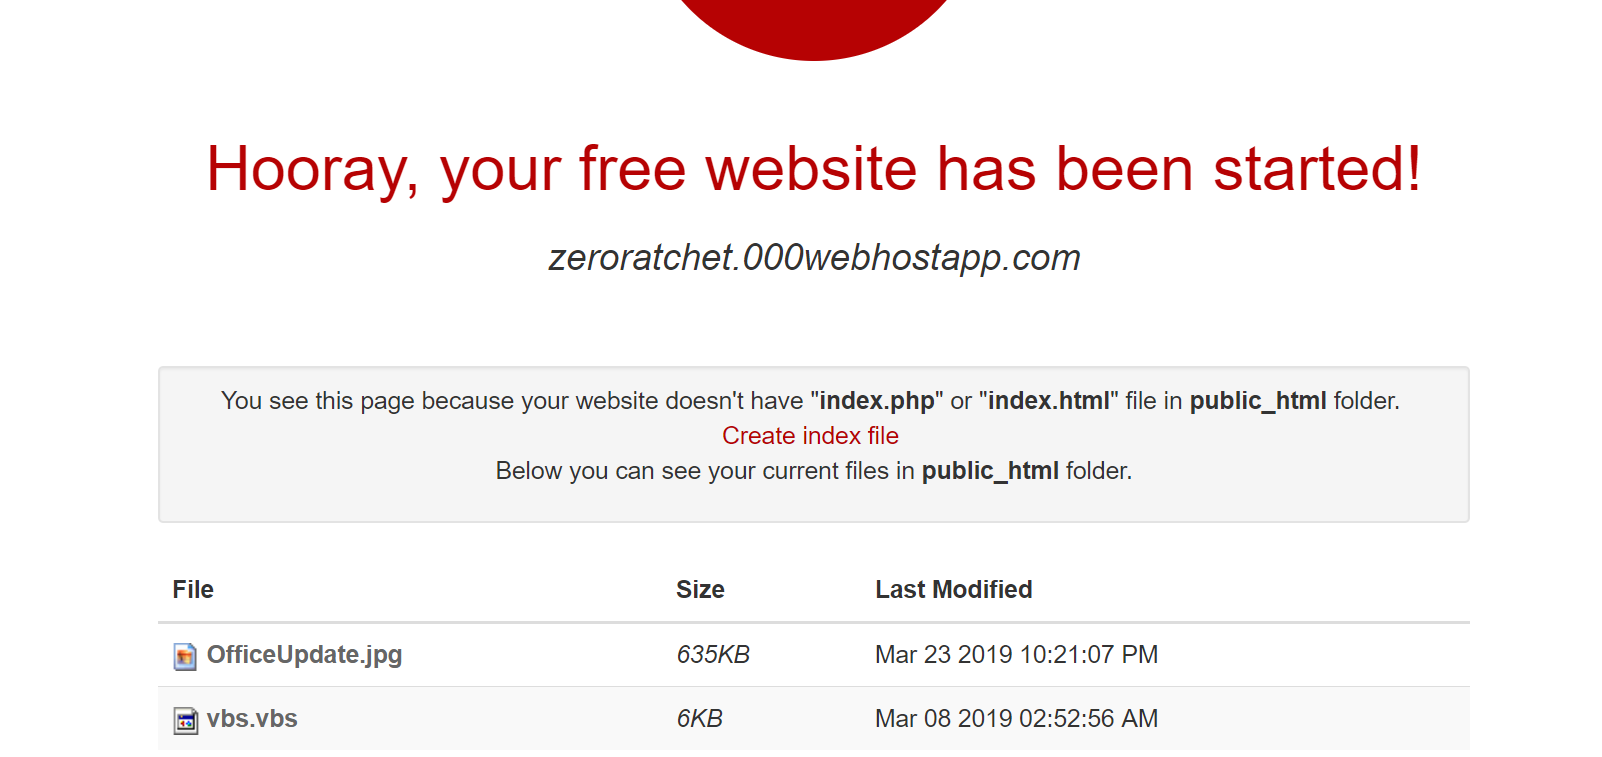 Hooray, your free website has been started!
zeroratchet.000webhostapp.com
You see this page because your website doesn't have "index.php" or "index.html" file in public_html folder.
Create index file
Below you can see your current files in public_html folder.
File Size Last Modified
OfficeUpdate.jpg 635KB Mar 23 2019 10:21:07 PM
vbs.vbs 6KB Mar 08 2019 02:52:56 AM